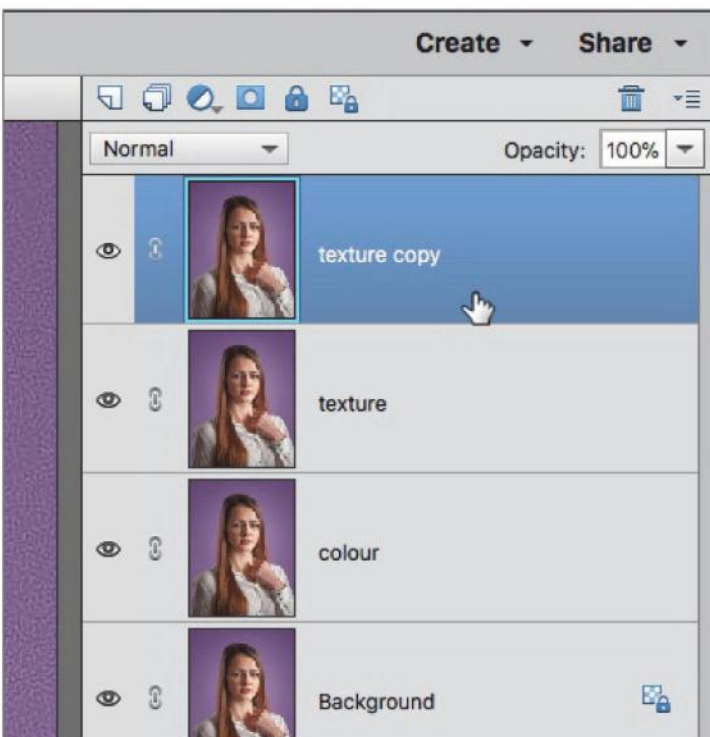 Create Share
Normal Opacity: 100%
texture copy
texture
colour
Background